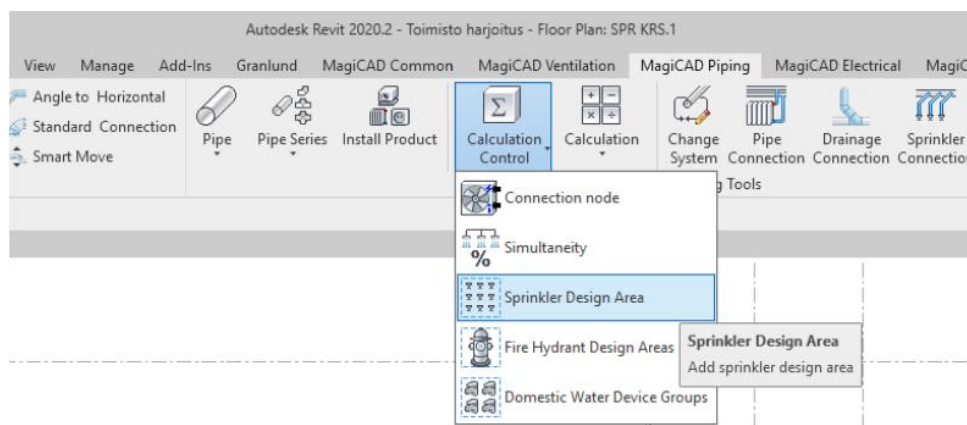 Autodesk Revit 2020.2 - Toimisto harjoitus - Floor Plan: SPR KRS.1
View Manage Add-Ins Granlund MagiCAD Common MagiCAD Ventilation MagiCAD Piping MagiCAD Electrical MagiC
Angle to Horizontal
Standard Connection
Smart Move
Pipe
Pipe Series
Install Product
Calculation
Control
Calculation
Change
System
Pipe
Connection
Drainage
Connection
Sprinkler
Connectio
g Tools
Connection node
Simultaneity
Sprinkler Design Area
Fire Hydrant Design Areas
Domestic Water Device Groups
Sprinkler Design Area
Add sprinkler design area